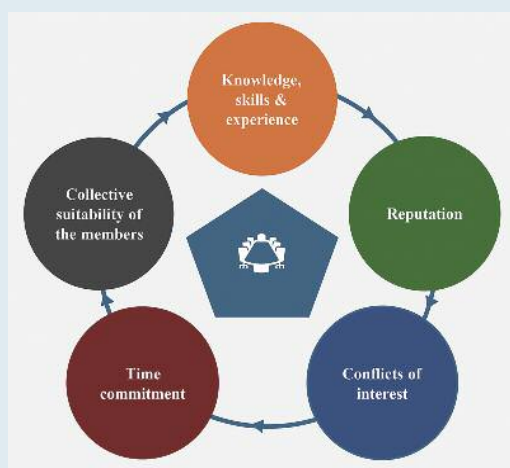 Knowledge,
skills &
experience
Reputation
Conflicts of
interest
Time
commitment
Collective
suitability of
the members